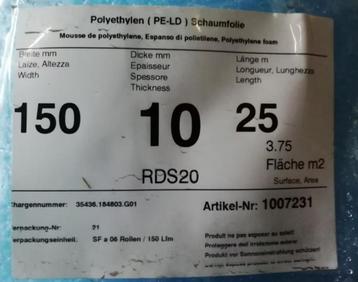 Polyethylen ( PE-LD ) Schaumfolie
Mousse de polyethylene, Espanso di polietilene, Polyethylene foam
Breite mm
Laize, Altezza
Width
Dicke mm
Epaisseur
Spessore
Thickness
Länge m
Longueur, Lunghezza
Length
150
10
25
3.75
Fläche m2
Surface, Area
RDS20
Chargennummer: 35436.184803.G01
Artikel-Nr: 1007231
Verpackung-Nr: 21
Verpackungseinheit: SF a 06 Rollen / 150 Lfm
Produit ne pas exposer au soleil!
Proteggere dall irradiazione solare!
Produkt vor Sonneneinstrahlung schützen!